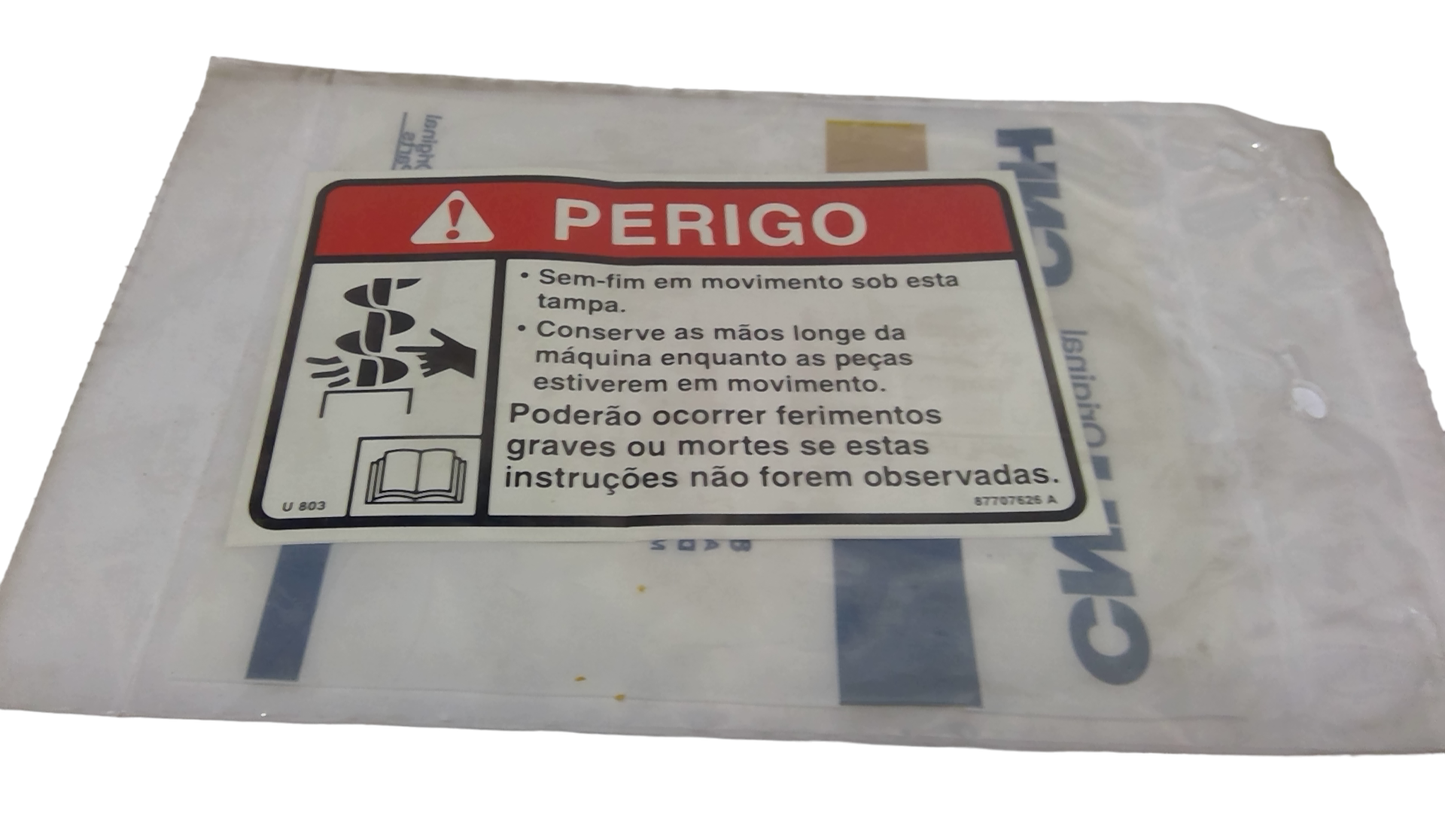 PERIGO
• Sem-fim em movimento sob esta
tampa.
• Conserve as mãos longe da
máquina enquanto as peças
estiverem em movimento.
Poderão ocorrer ferimentos
graves ou mortes se estas
instruções não forem observadas.
U 803
87707626 A
CNH